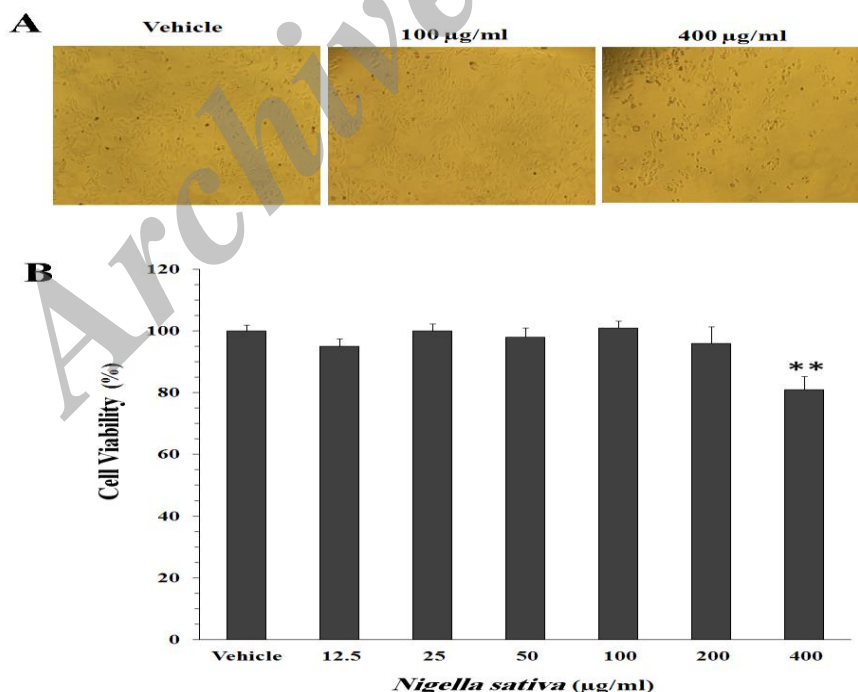 A
Vehicle
100 µg/ml
400 µg/ml
B
120
100
80
60
40
20
0
Cell Viability (%)
**
Vehicle 12.5 25 50 100 200 400
Nigella sativa (µg/ml)
Archive